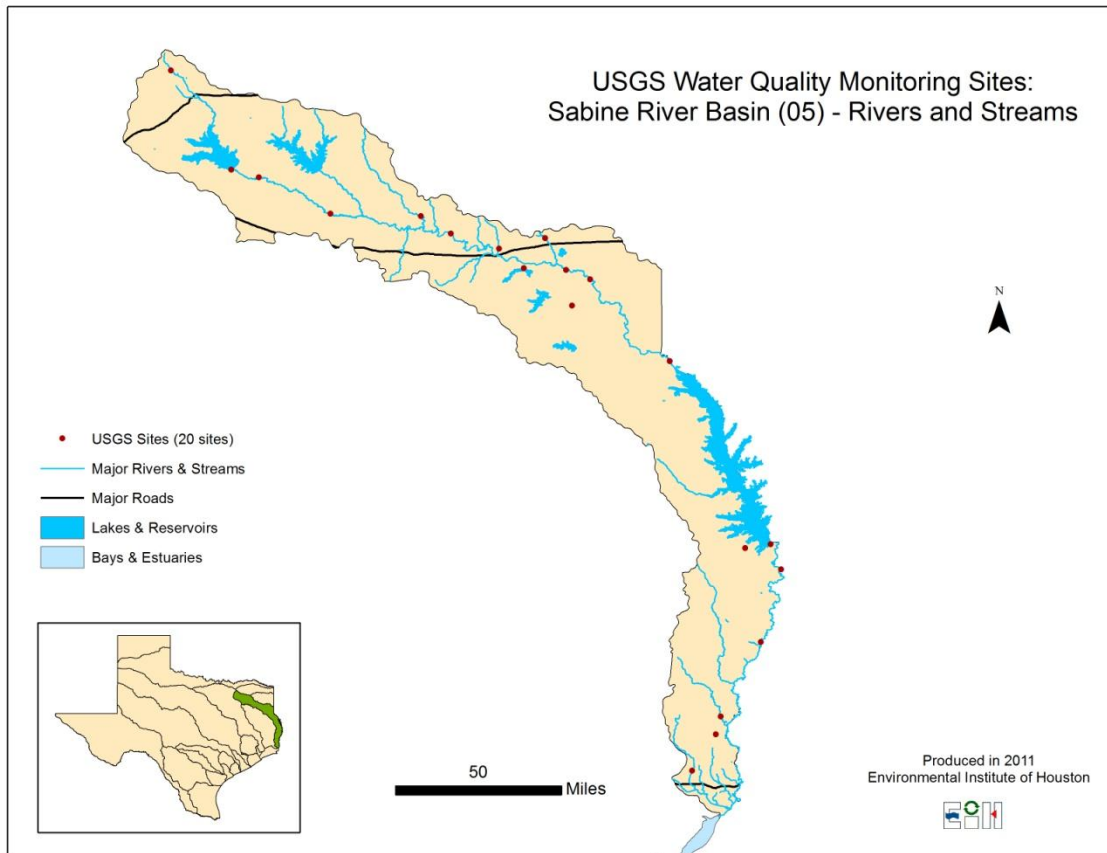 USGS Water Quality Monitoring Sites:
Sabine River Basin (05) - Rivers and Streams
N
USGS Sites (20 sites)
Major Rivers & Streams
Major Roads
Lakes & Reservoirs
Bays & Estuaries
50
Miles
Produced in 2011
Environmental Institute of Houston
EIH